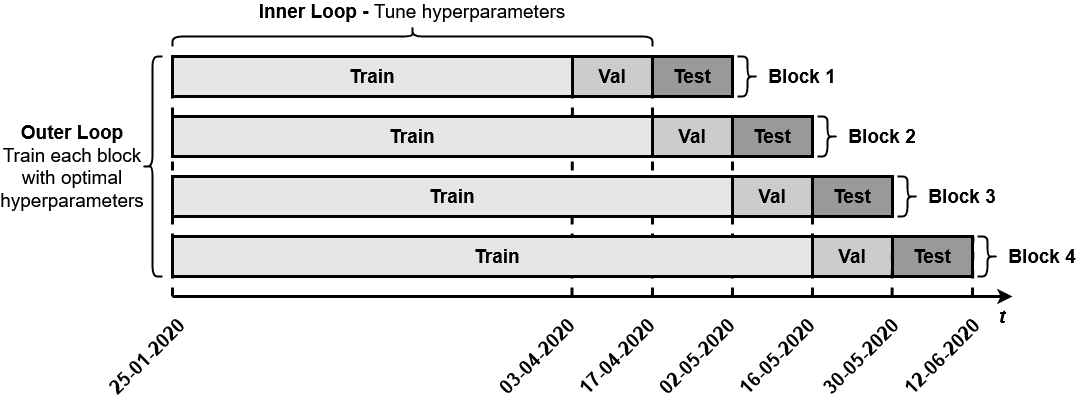 Inner Loop - Tune hyperparameters
Train Val Test Block 1
Outer Loop
Train each block
with optimal
hyperparameters
Train Val Test Block 2
Train Val Test Block 3
Train Val Test Block 4
t
25-01-2020
03-04-2020
17-04-2020
02-05-2020
16-05-2020
30-05-2020
12-06-2020